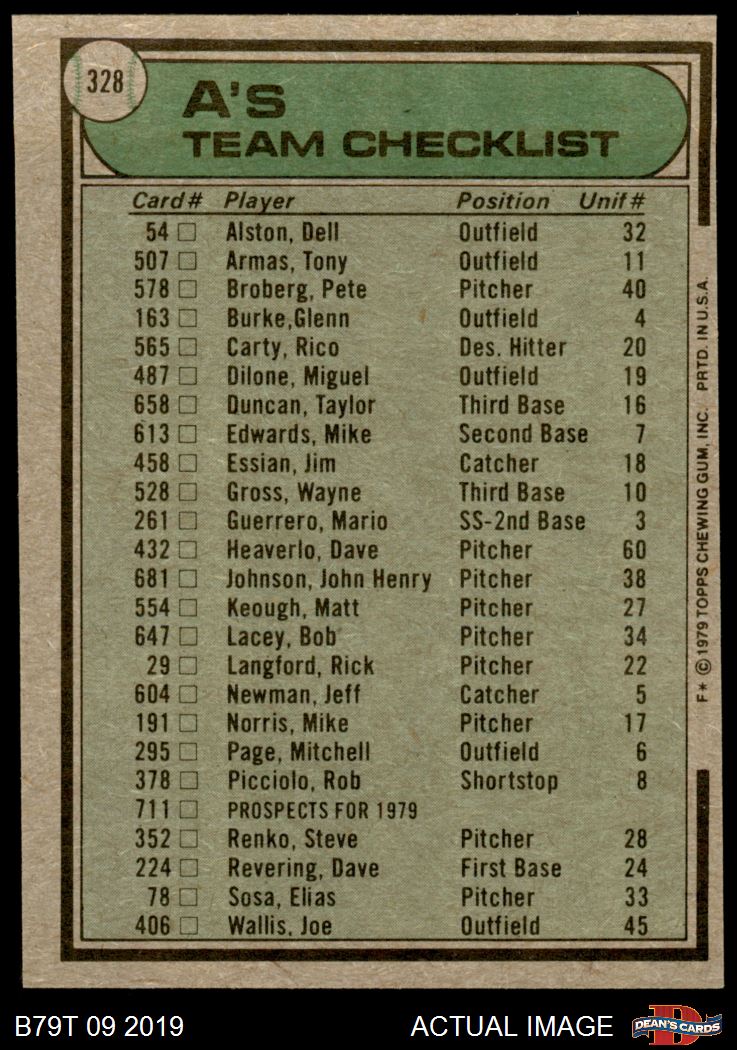 328
A'S
TEAM CHECKLIST
Card# Player Position Unif#
54 Alston, Dell Outfield 32
507 Armas, Tony Outfield 11
578 Broberg, Pete Pitcher 40
163 Burke,Glenn Outfield 4
565 Carty, Rico Des. Hitter 20
487 Dilone, Miguel Outfield 19
658 Duncan, Taylor Third Base 16
613 Edwards, Mike Second Base 7
458 Essian, Jim Catcher 18
528 Gross, Wayne Third Base 10
261 Guerrero, Mario SS-2nd Base 3
432 Heaverlo, Dave Pitcher 60
681 Johnson, John Henry Pitcher 38
554 Keough, Matt Pitcher 27
647 Lacey, Bob Pitcher 34
29 Langford, Rick Pitcher 22
604 Newman, Jeff Catcher 5
191 Norris, Mike Pitcher 17
295 Page, Mitchell Outfield 6
378 Picciolo, Rob Shortstop 8
711 PROSPECTS FOR 1979
352 Renko, Steve Pitcher 28
224 Revering, Dave First Base 24
78 Sosa, Elias Pitcher 33
406 Wallis, Joe Outfield 45
F* © 1979 TOPPS CHEWING GUM, INC. PRTD. IN U.S.A.
B79T 09 2019 ACTUAL IMAGE
D
DEAN'S CARDS